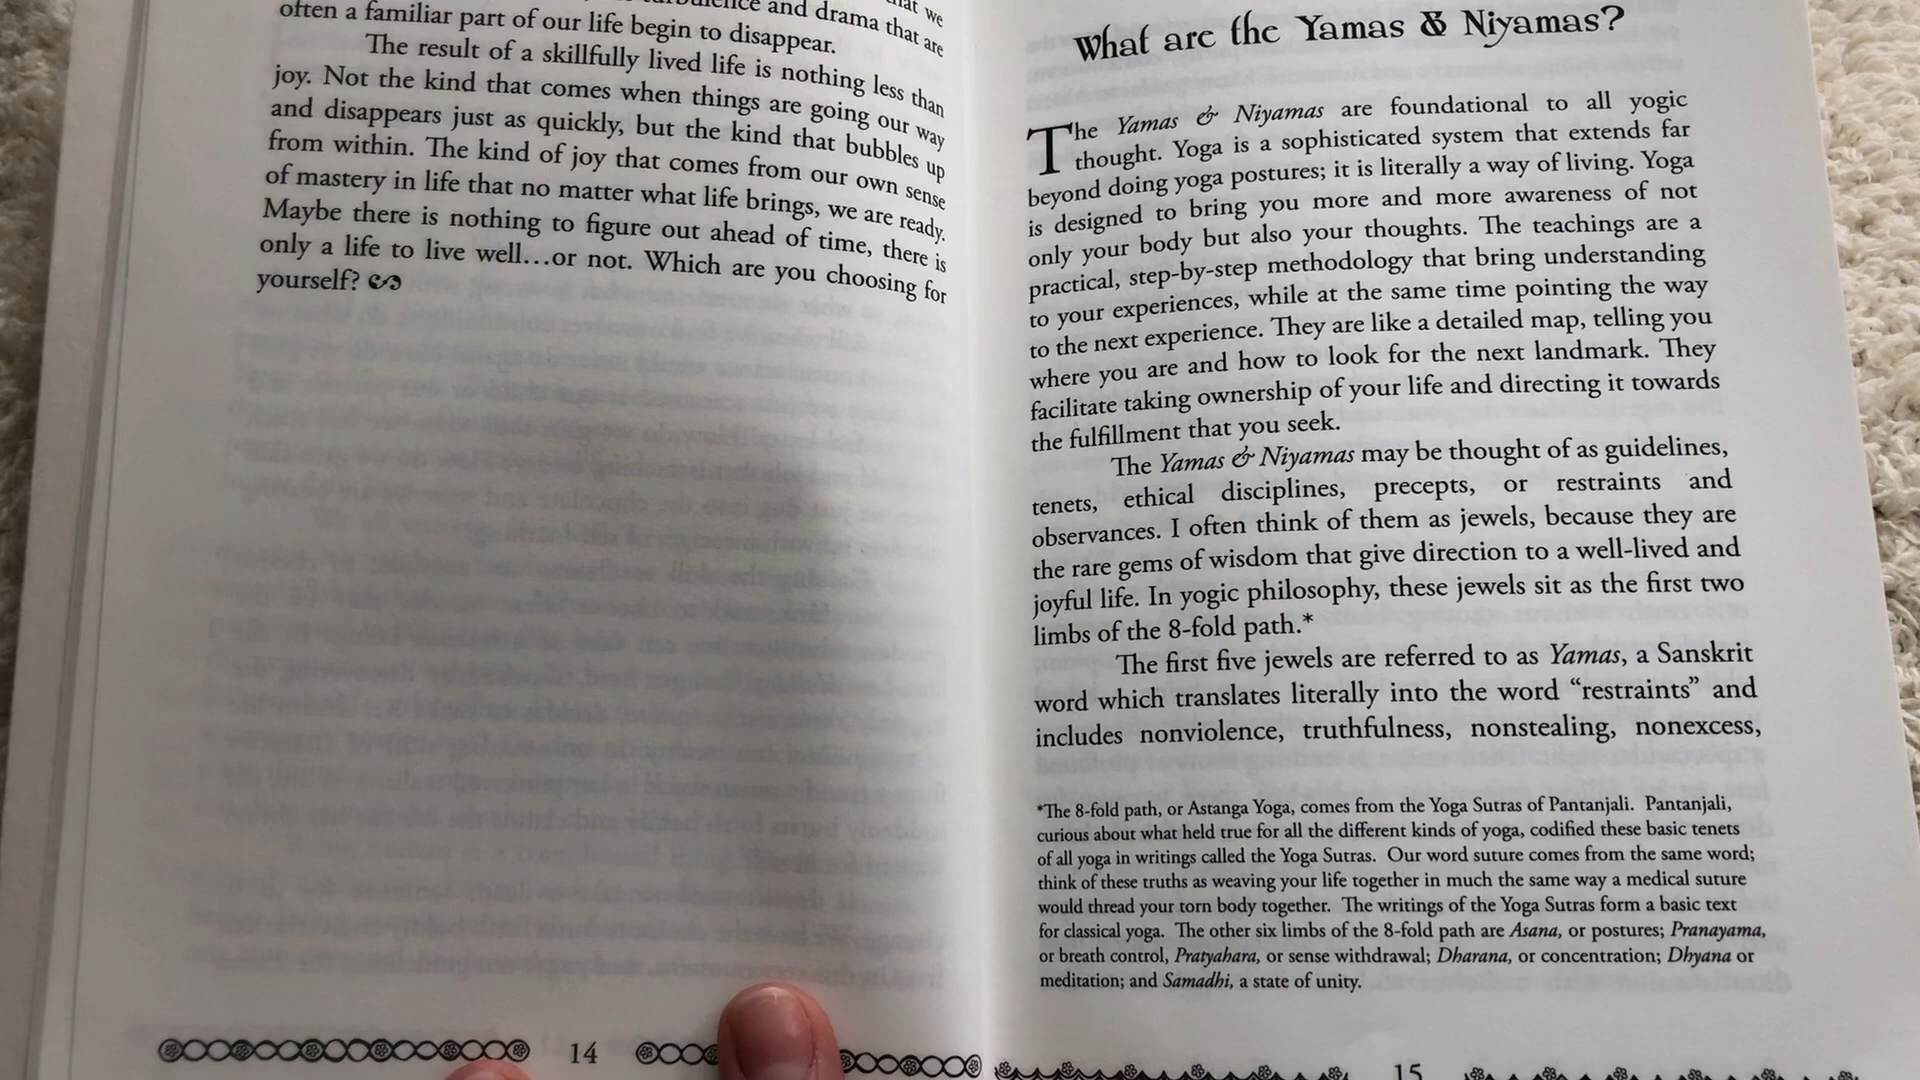 and drama that are
often a familiar part of our life begin to disappear.
The result of a skillfully lived life is nothing less than
joy. Not the kind that comes when things are going our way
and disappears just as quickly, but the kind that bubbles up
from within. The kind of joy that comes from our own sense
of mastery in life that no matter what life brings, we are ready.
Maybe there is nothing to figure out ahead of time, there is
only a life to live well...or not. Which are you choosing for
yourself?
14
What are the Yamas & Niyamas?
The Yamas & Niyamas are foundational to all yogic
thought. Yoga is a sophisticated system that extends far
beyond doing yoga postures; it is literally a way of living. Yoga
is designed to bring you more and more awareness of not
only your body but also your thoughts. The teachings are a
practical, step-by-step methodology that bring understanding
to your experiences, while at the same time pointing the way
to the next experience. They are like a detailed map, telling you
where you are and how to look for the next landmark. They
facilitate taking ownership of your life and directing it towards
the fulfillment that you seek.
The Yamas & Niyamas may be thought of as guidelines,
tenets, ethical disciplines, precepts, or restraints and
observances. I often think of them as jewels, because they are
the rare gems of wisdom that give direction to a well-lived and
joyful life. In yogic philosophy, these jewels sit as the first two
limbs of the 8-fold path.*
The first five jewels are referred to as Yamas, a Sanskrit
word which translates literally into the word “restraints” and
includes nonviolence, truthfulness, nonstealing, nonexcess,
*The 8-fold path, or Astanga Yoga, comes from the Yoga Sutras of Pantanjali. Pantanjali,
curious about what held true for all the different kinds of yoga, codified these basic tenets
of all yoga in writings called the Yoga Sutras. Our word suture comes from the same word;
think of these truths as weaving your life together in much the same way a medical suture
would thread your torn body together. The writings of the Yoga Sutras form a basic text
for classical yoga. The other six limbs of the 8-fold path are Asana, or postures; Pranayama,
or breath control, Pratyahara, or sense withdrawal; Dharana, or concentration; Dhyana or
meditation; and Samadhi, a state of unity.
15